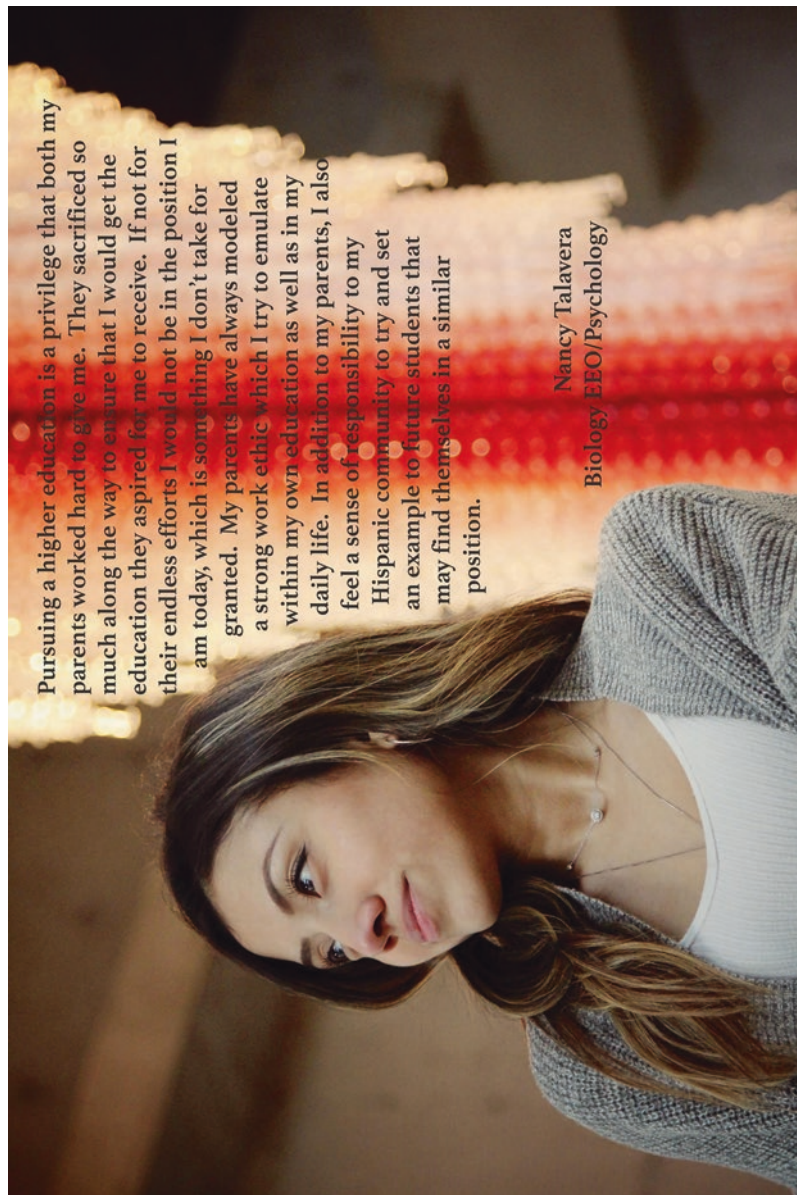 Pursuing a higher education is a privilege that both my
parents worked hard to give me. They sacrificed so
much along the way to ensure that I would get the
education they aspired for me to receive. If not for
their endless efforts I would not be in the position I
am today, which is something I don't take for
granted. My parents have always modeled
a strong work ethic which I try to emulate
within my own education as well as in my
daily life. In addition to my parents, I also
feel a sense of responsibility to my
Hispanic community to try and set
an example to future students that
may find themselves in a similar
position.
Nancy Talavera
Biology EEO/Psychology